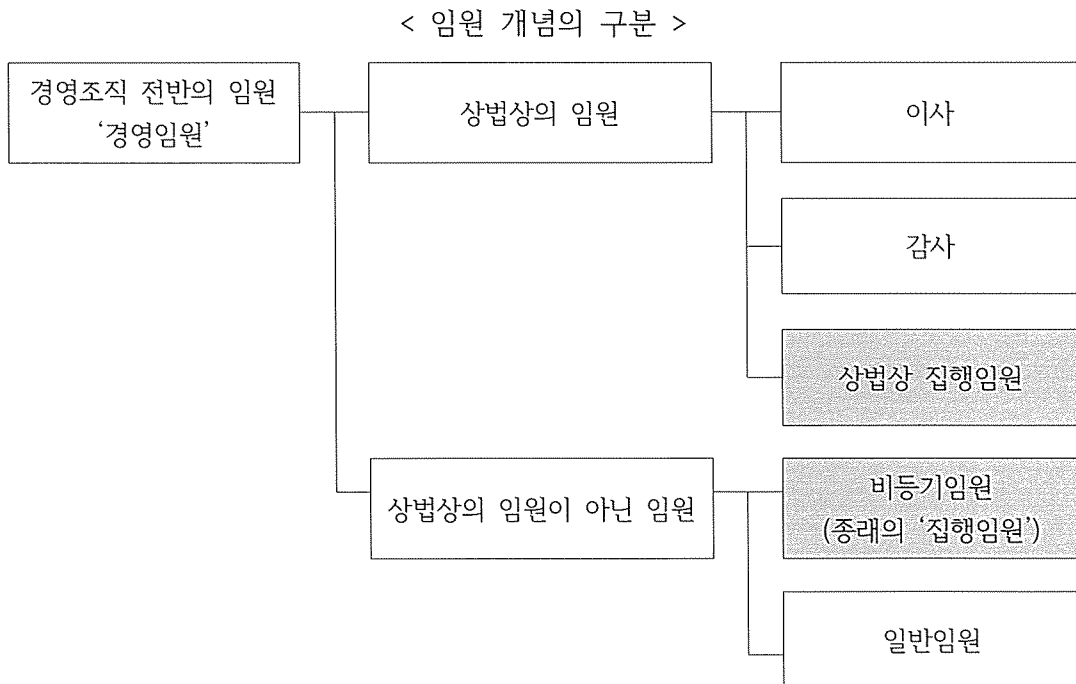 < 임원 개념의 구분 >
경영조직 전반의 임원
‘경영임원’
상법상의 임원
이사
감사
상법상 집행임원
상법상의 임원이 아닌 임원
비등기임원
(종래의 ‘집행임원’)
일반임원